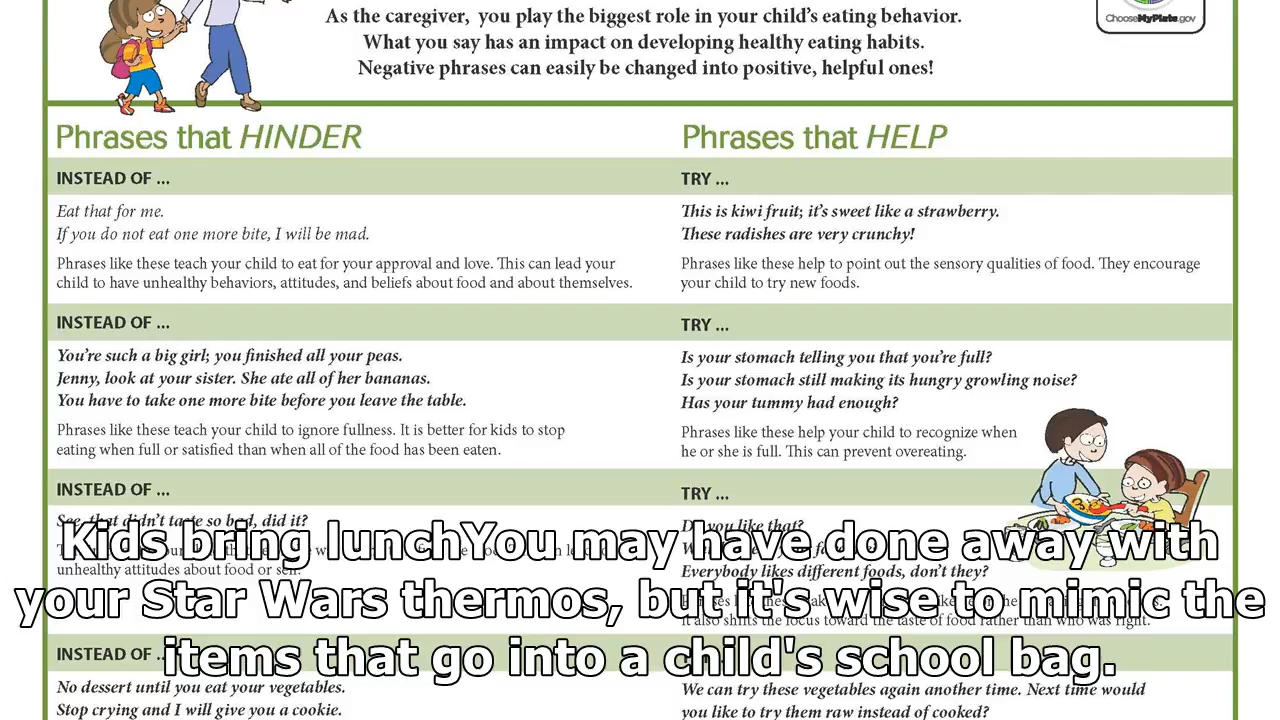 As the caregiver, you play the biggest role in your child's eating behavior.
What you say has an impact on developing healthy eating habits.
Negative phrases can easily be changed into positive, helpful ones!
ChooseMyPlate.gov
Phrases that HINDER
Phrases that HELP
INSTEAD OF ...
TRY ...
Eat that for me.
If you do not eat one more bite, I will be mad.
Phrases like these teach your child to eat for your approval and love. This can lead your
child to have unhealthy behaviors, attitudes, and beliefs about food and about themselves.
This is kiwi fruit; it's sweet like a strawberry.
These radishes are very crunchy!
Phrases like these help to point out the sensory qualities of food. They encourage
your child to try new foods.
INSTEAD OF ...
TRY ...
You're such a big girl; you finished all your peas.
Jenny, look at your sister. She ate all of her bananas.
You have to take one more bite before you leave the table.
Phrases like these teach your child to ignore fullness. It is better for kids to stop
eating when full or satisfied than when all of the food has been eaten.
Is your stomach telling you that you're full?
Is your stomach still making its hungry growling noise?
Has your tummy had enough?
Phrases like these help your child to recognize when
he or she is full. This can prevent overeating.
INSTEAD OF ...
TRY ...
See, that didn't taste so bad, did it?
unhealthy attitudes about food or self.
Do you like that?
Everybody likes different foods, don't they?
It also shifts the focus toward the taste of food rather than who was right.
Kids bring lunchYou may have done away with
your Star Wars thermos, but it's wise to mimic the
items that go into a child's school bag.
INSTEAD OF ...
No dessert until you eat your vegetables.
Stop crying and I will give you a cookie.
We can try these vegetables again another time. Next time would
you like to try them raw instead of cooked?